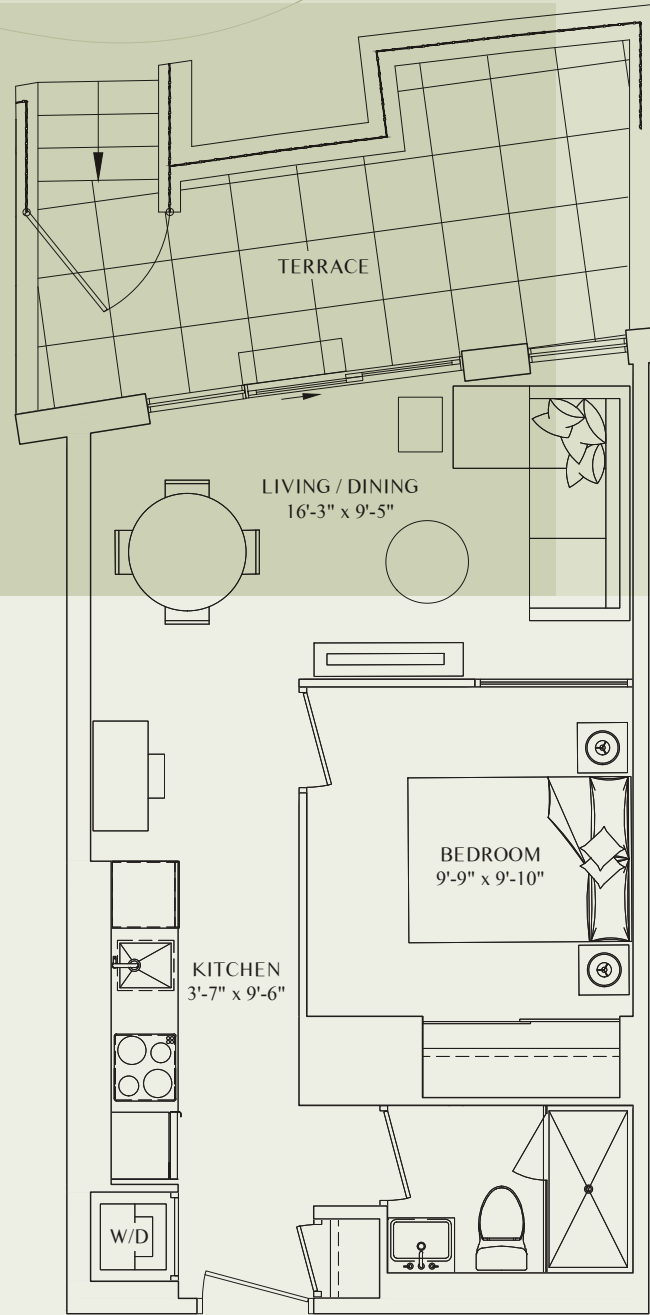 TERRACE
LIVING / DINING
16'-3" x 9'-5"
BEDROOM
9'-9" x 9'-10"
KITCHEN
3'-7" x 9'-6"
W/D